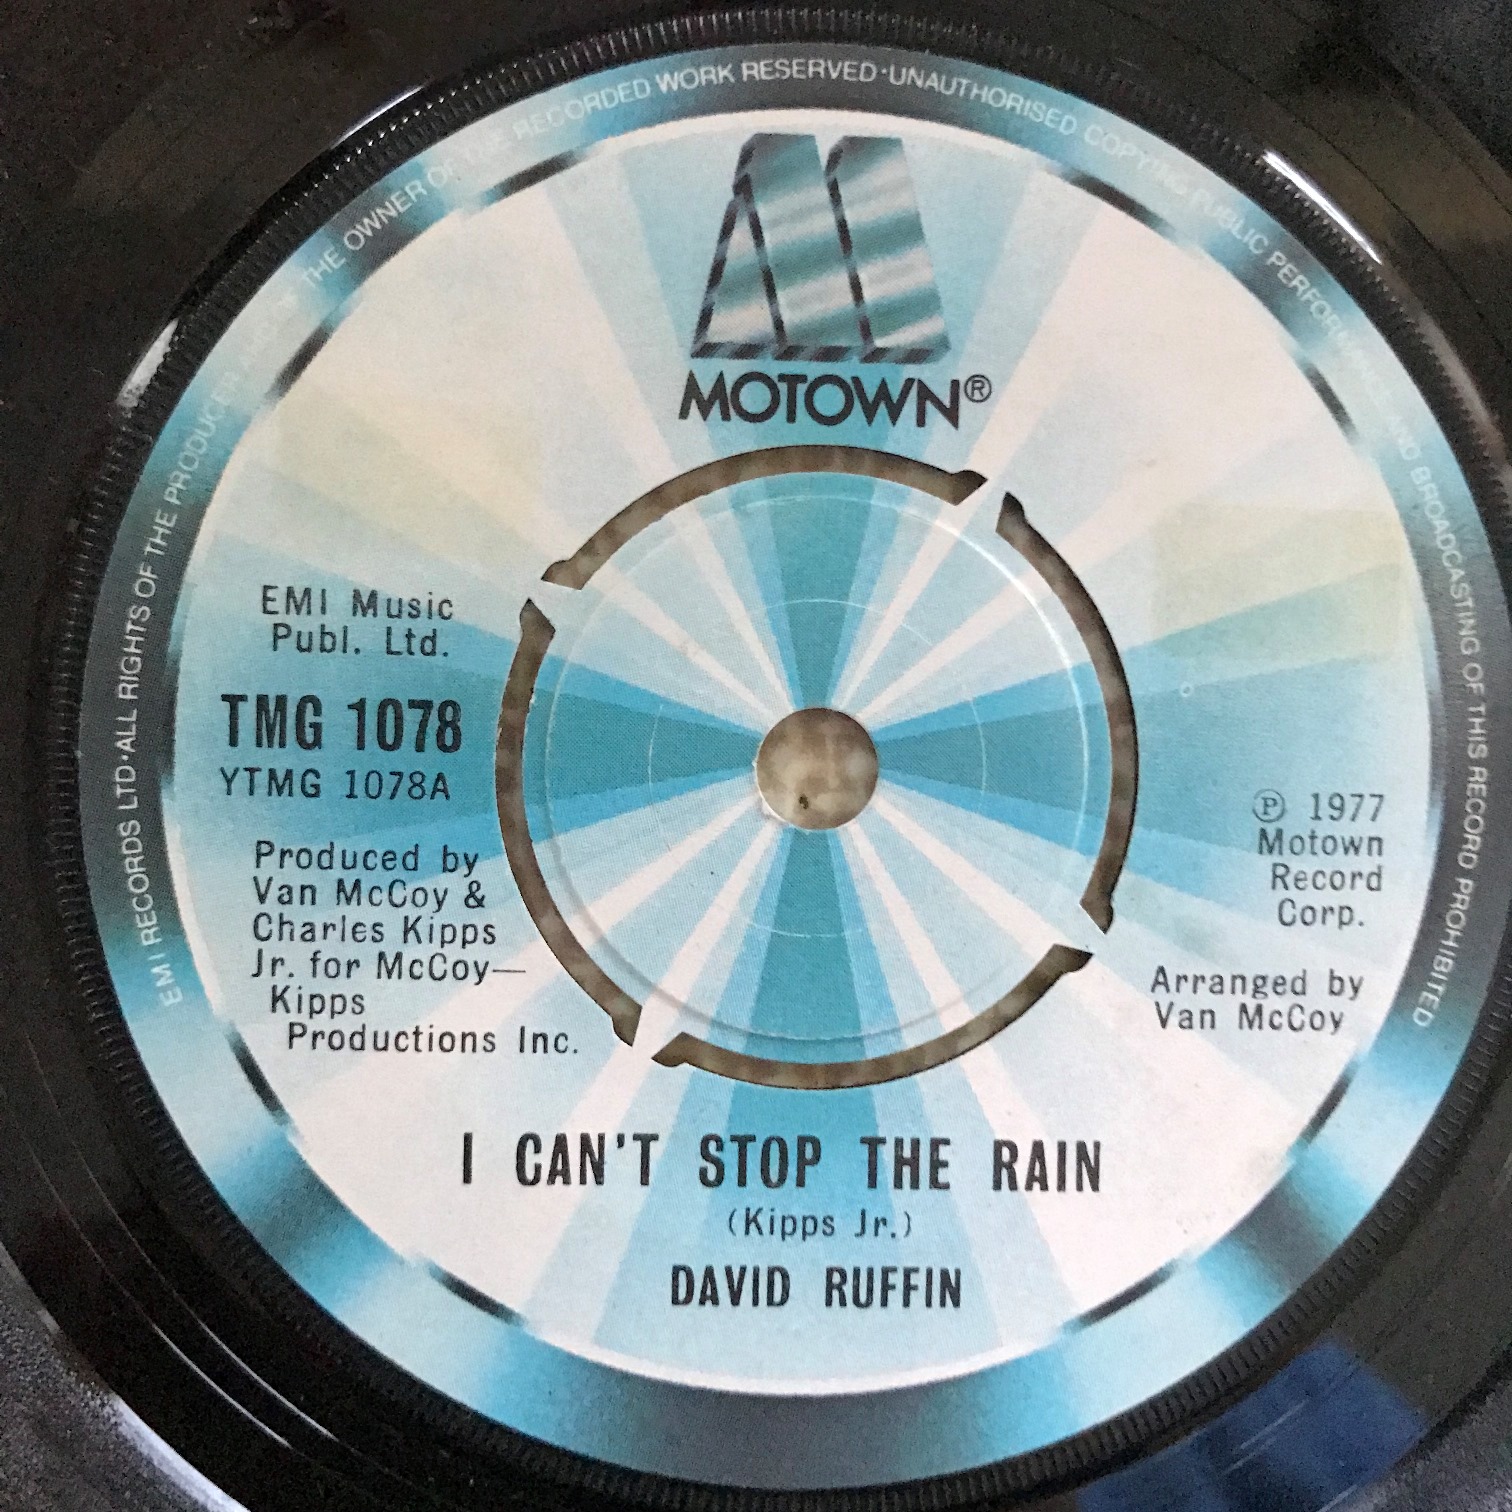 EMI RECORDS LTD·ALL RIGHTS OF THE PRODUCER AND OF THE OWNER OF THE RECORDED WORK RESERVED·UNAUTHORISED COPYING PUBLIC PERFORMANCE AND BROADCASTING OF THIS RECORD PROHIBITED
MOTOWN®
EMI Music
Publ. Ltd.
TMG 1078
YTMG 1078A
Produced by
Van McCoy &
Charles Kipps
Jr. for McCoy—
Kipps
Productions Inc.
℗ 1977
Motown
Record
Corp.
Arranged by
Van McCoy
I CAN'T STOP THE RAIN
(Kipps Jr.)
DAVID RUFFIN